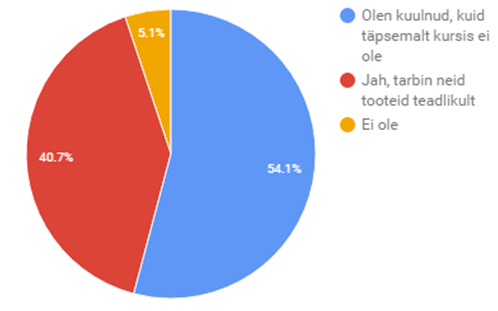 5.1%
40.7%
54.1%
Olen kuulnud, kuid
täpsemalt kursis ei
ole
Jah, tarbin neid
tooteid teadlikult
Ei ole